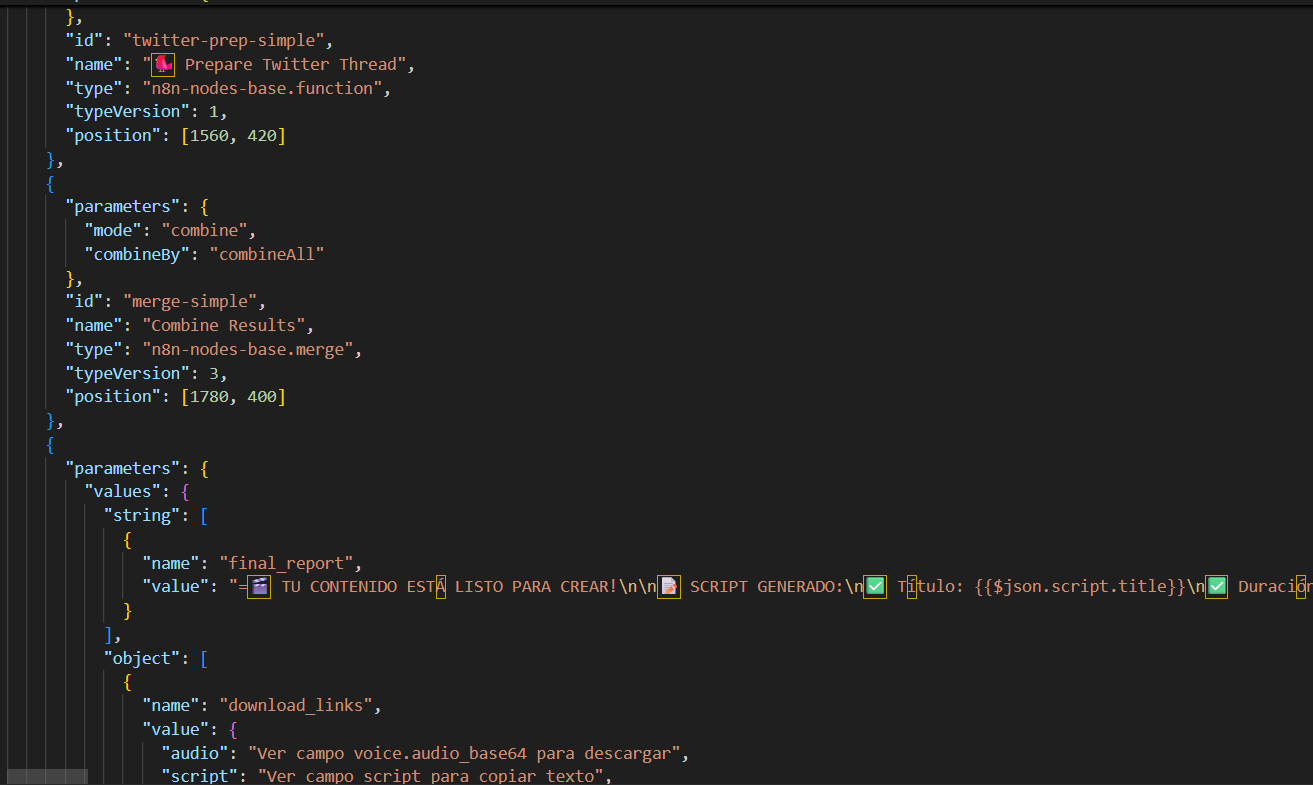 },
"id": "twitter-prep-simple",
"name": "🐦 Prepare Twitter Thread",
"type": "n8n-nodes-base.function",
"typeVersion": 1,
"position": [1560, 420]
},
{
"parameters": {
"mode": "combine",
"combineBy": "combineAll"
},
"id": "merge-simple",
"name": "Combine Results",
"type": "n8n-nodes-base.merge",
"typeVersion": 3,
"position": [1780, 400]
},
{
"parameters": {
"values": {
"string": [
{
"name": "final_report",
"value": "=🎬 TU CONTENIDO ESTÁ LISTO PARA CREAR!\n\n📝 SCRIPT GENERADO:\n✅ Título: {{$json.script.title}}\n✅ Duración
}
],
"object": [
{
"name": "download_links",
"value": {
"audio": "Ver campo voice.audio_base64 para descargar",
"script": "Ver campo script para copiar texto",